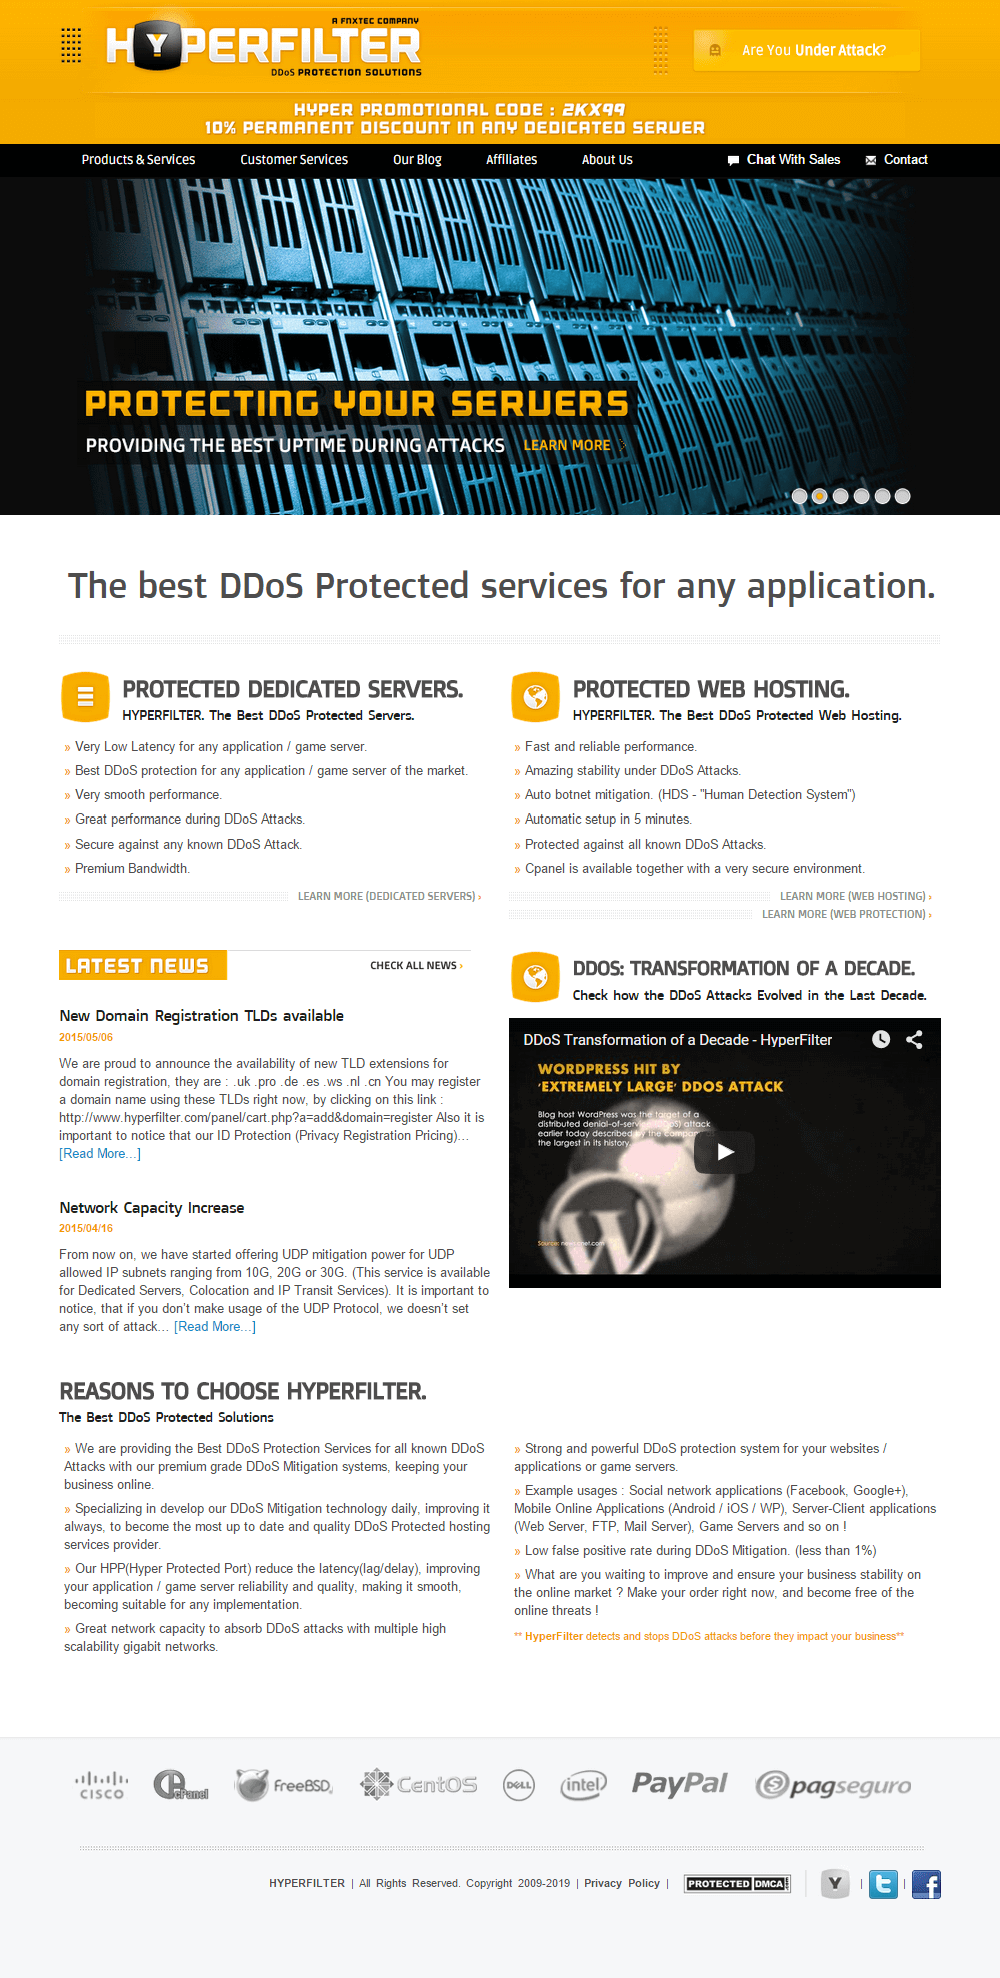 A FNXTEC COMPANY
HYPERFILTER
DDoS PROTECTION SOLUTIONS
Are You Under Attack?
HYPER PROMOTIONAL CODE : 2KX99
10% PERMANENT DISCOUNT IN ANY DEDICATED SERVER
Products & Services
Customer Services
Our Blog
Affiliates
About Us
Chat With Sales
Contact
PROTECTING YOUR SERVERS
PROVIDING THE BEST UPTIME DURING ATTACKS
LEARN MORE ›
The best DDoS Protected services for any application.
PROTECTED DEDICATED SERVERS.
HYPERFILTER. The Best DDoS Protected Servers.
» Very Low Latency for any application / game server.
» Best DDoS protection for any application / game server of the market.
» Very smooth performance.
» Great performance during DDoS Attacks.
» Secure against any known DDoS Attack.
» Premium Bandwidth.
LEARN MORE (DEDICATED SERVERS) ›
PROTECTED WEB HOSTING.
HYPERFILTER. The Best DDoS Protected Web Hosting.
» Fast and reliable performance.
» Amazing stability under DDoS Attacks.
» Auto botnet mitigation. (HDS - "Human Detection System")
» Automatic setup in 5 minutes.
» Protected against all known DDoS Attacks.
» Cpanel is available together with a very secure environment.
LEARN MORE (WEB HOSTING) ›
LEARN MORE (WEB PROTECTION) ›
LATEST NEWS
CHECK ALL NEWS ›
New Domain Registration TLDs available
2015/05/06
We are proud to announce the availability of new TLD extensions for
domain registration, they are : .uk .pro .de .es .ws .nl .cn You may register
a domain name using these TLDs right now, by clicking on this link :
http://www.hyperfilter.com/panel/cart.php?a=add&domain=register Also it is
important to notice that our ID Protection (Privacy Registration Pricing)...
[Read More...]
Network Capacity Increase
2015/04/16
From now on, we have started offering UDP mitigation power for UDP
allowed IP subnets ranging from 10G, 20G or 30G. (This service is available
for Dedicated Servers, Colocation and IP Transit Services). It is important to
notice, that if you don't make usage of the UDP Protocol, we doesn't set
any sort of attack... [Read More...]
DDOS: TRANSFORMATION OF A DECADE.
Check how the DDoS Attacks Evolved in the Last Decade.
DDoS Transformation of a Decade - HyperFilter
WORDPRESS HIT BY
'EXTREMELY LARGE' DDOS ATTACK
Blog host WordPress was the target of a
distributed denial-of-service (DDoS) attack
earlier today described by the company as
the largest in its history.
Source: news.cnet.com
REASONS TO CHOOSE HYPERFILTER.
The Best DDoS Protected Solutions
» We are providing the Best DDoS Protection Services for all known DDoS
Attacks with our premium grade DDoS Mitigation systems, keeping your
business online.
» Specializing in develop our DDoS Mitigation technology daily, improving it
always, to become the most up to date and quality DDoS Protected hosting
services provider.
» Our HPP(Hyper Protected Port) reduce the latency(lag/delay), improving
your application / game server reliability and quality, making it smooth,
becoming suitable for any implementation.
» Great network capacity to absorb DDoS attacks with multiple high
scalability gigabit networks.
» Strong and powerful DDoS protection system for your websites /
applications or game servers.
» Example usages : Social network applications (Facebook, Google+),
Mobile Online Applications (Android / iOS / WP), Server-Client applications
(Web Server, FTP, Mail Server), Game Servers and so on !
» Low false positive rate during DDoS Mitigation. (less than 1%)
» What are you waiting to improve and ensure your business stability on
the online market ? Make your order right now, and become free of the
online threats !
** HyperFilter detects and stops DDoS attacks before they impact your business**
CISCO
cPanel
FreeBSD
CentOS
DELL
intel
PayPal
pagseguro
HYPERFILTER | All Rights Reserved. Copyright 2009-2019 | Privacy Policy |
PROTECTED DMCA.com
Y | t | f